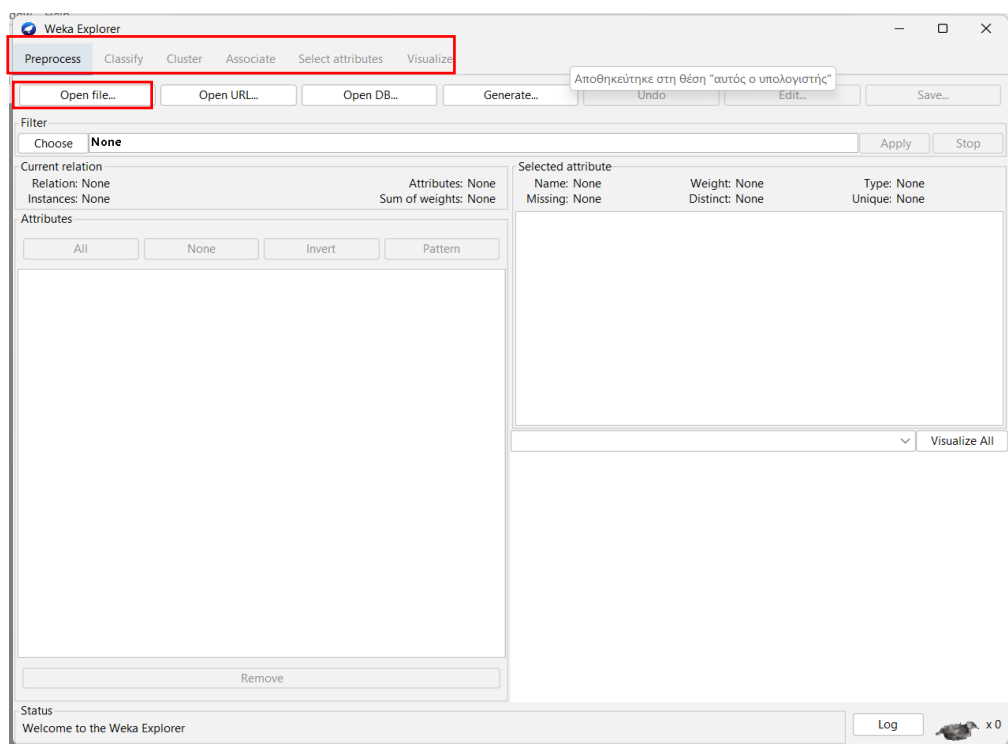 Weka Explorer
Preprocess Classify Cluster Associate Select attributes Visualize
Αποθηκεύτηκε στη θέση "αυτός ο υπολογιστής"
Open file... Open URL... Open DB... Generate... Undo Edit... Save...
Filter
Choose None Apply Stop
Current relation
Relation: None Attributes: None
Instances: None Sum of weights: None
Selected attribute
Name: None Weight: None Type: None
Missing: None Distinct: None Unique: None
Attributes
All None Invert Pattern
Visualize All
Remove
Status
Welcome to the Weka Explorer
Log x 0